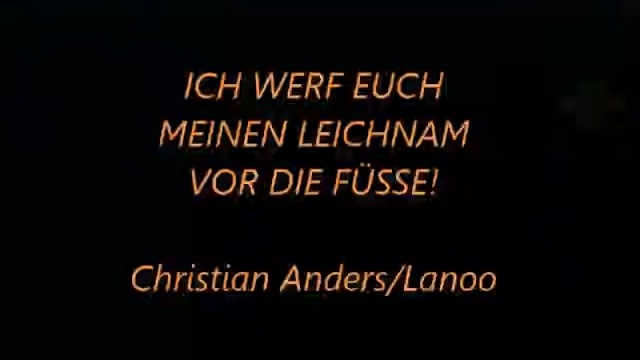 ICH WERF EUCH
MEINEN LEICHNAM
VOR DIE FÜSSE!
Christian Anders/Lanoo